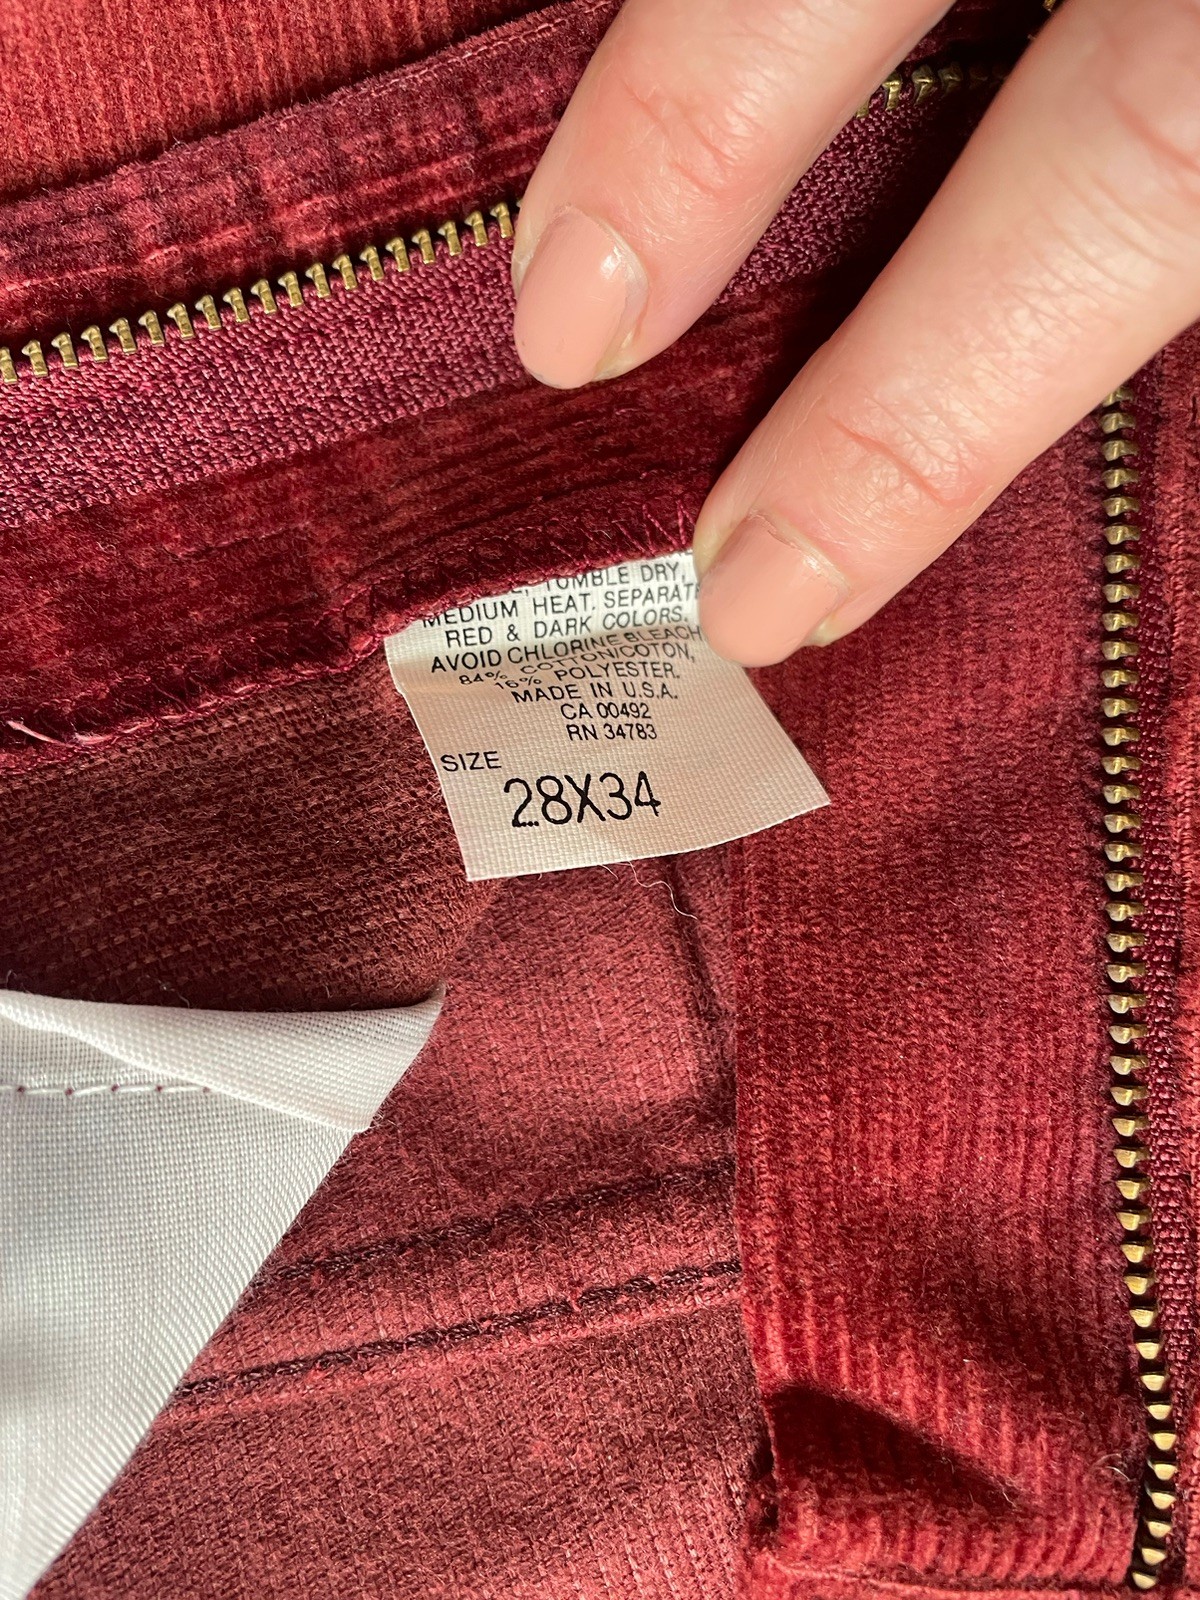 TUMBLE DRY,
MEDIUM HEAT. SEPARATE
RED & DARK COLORS.
AVOID CHLORINE BLEACH
84% COTTON/COTON,
16% POLYESTER.
MADE IN U.S.A.
CA 00492
RN 34783
SIZE
28X34